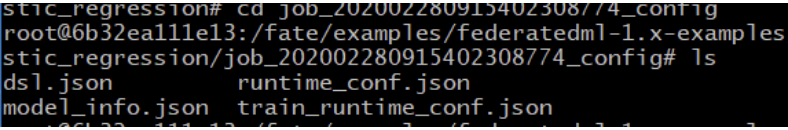 stic_regression# cd job_202002280915402308774_config
root@6b32ea111e13:/fate/examples/federatedml-1.x-examples
stic_regression/job_202002280915402308774_config# ls
dsl.json runtime_conf.json
model_info.json train_runtime_conf.json